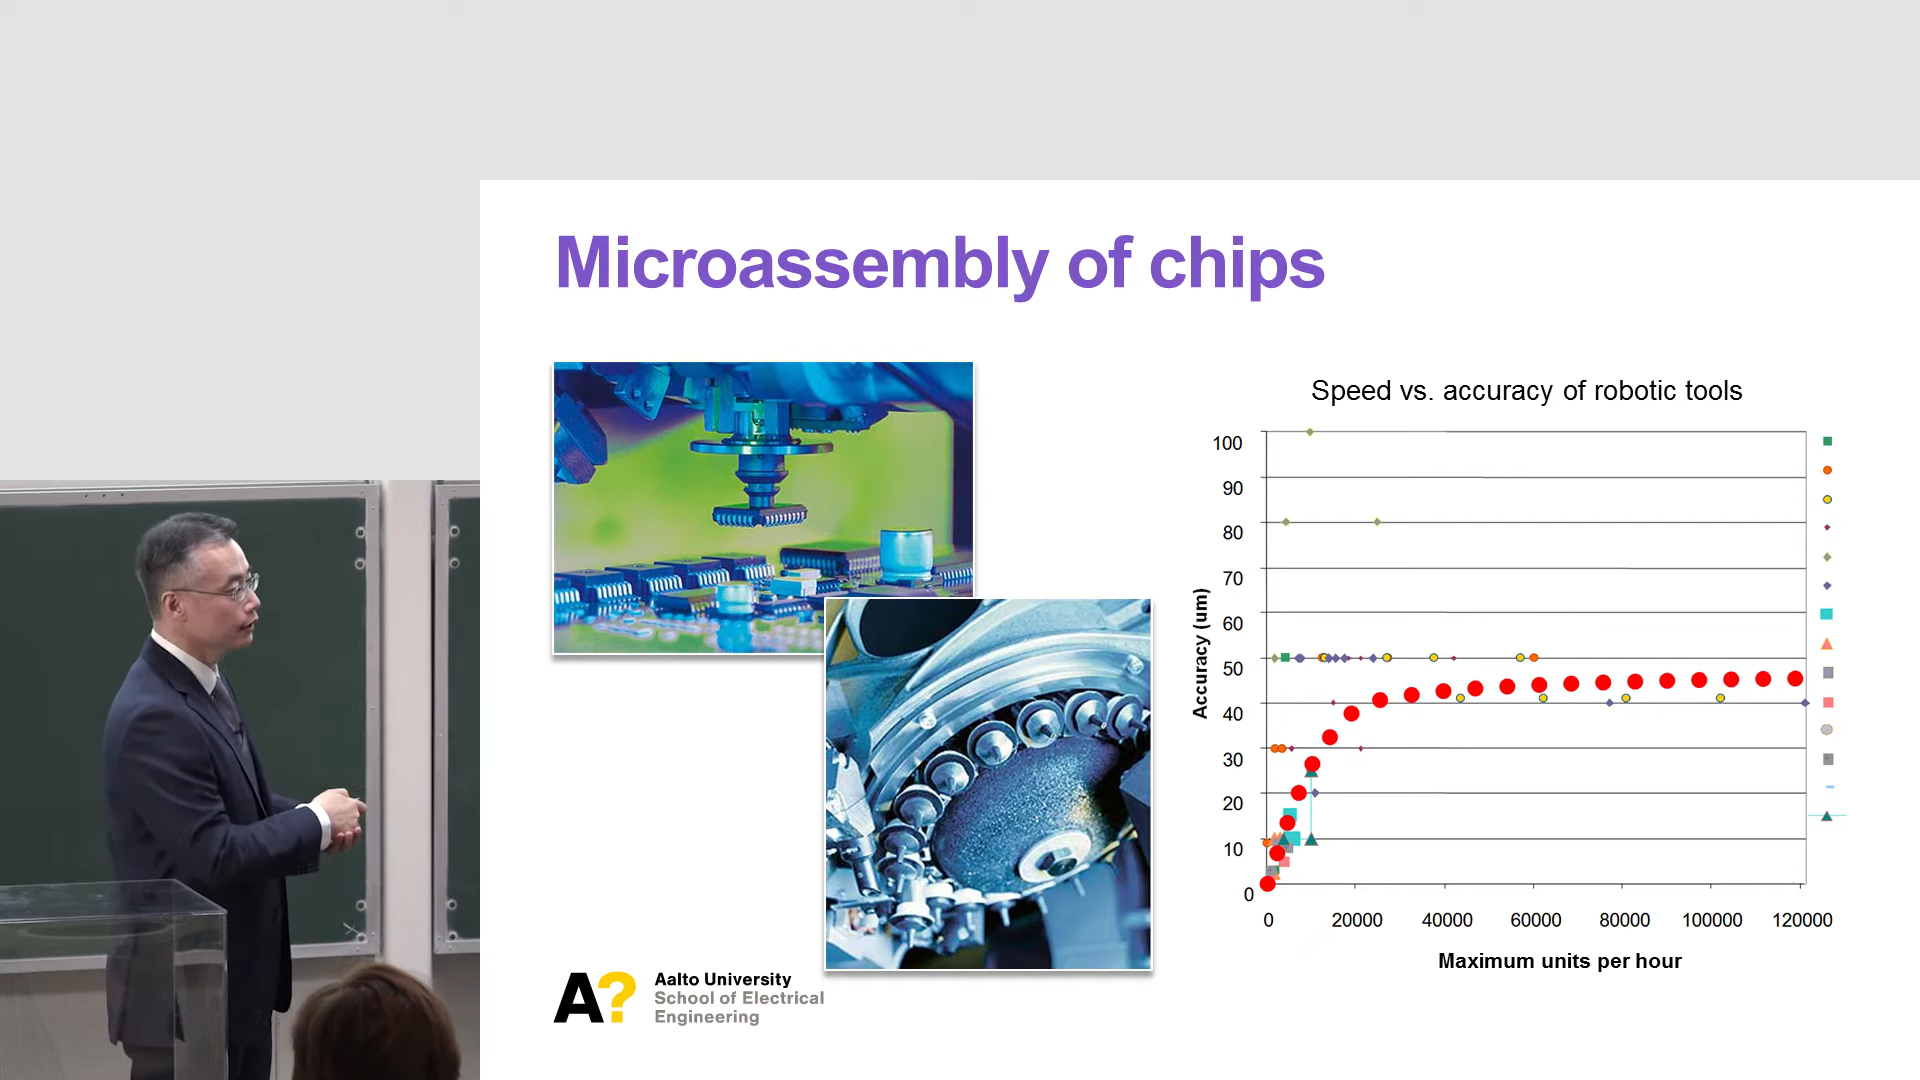 Microassembly of chips
Speed vs. accuracy of robotic tools
100
90
80
70
60
50
40
30
20
10
0
Accuracy (um)
0 20000 40000 60000 80000 100000 120000
Maximum units per hour
A?
Aalto University
School of Electrical
Engineering